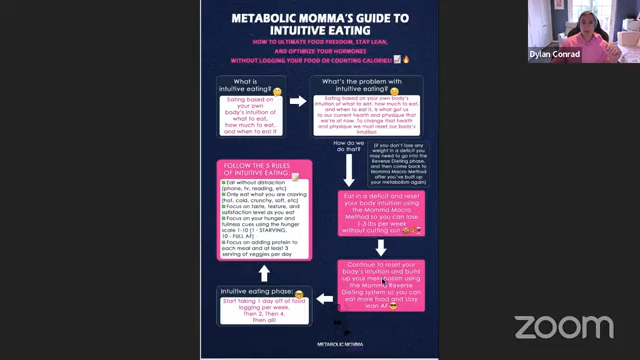 METABOLIC MOMMA'S GUIDE TO
INTUITIVE EATING
HOW TO ULTIMATE FOOD FREEDOM, STAY LEAN,
AND OPTIMIZE YOUR HORMONES
WITHOUT LOGGING YOUR FOOD OR COUNTING CALORIES!
What is
intuitive eating?
Eating based on
your own
body's intuition
of what to eat,
how much to eat,
and when to eat it
What's the problem with
intuitive eating?
Eating based on your own body's
intuition of what to eat, how much to eat,
and when to eat it, is what got us
to our current health and physique that
we're at now. To change that health
and physique we must reset our body's
intuition
How do we
do that?
(if you don't lose any
weight in a deficit you
may need to go into the
Reverse Dieting phase,
and then come back to
Momma Macro Method
after you've built up
your metabolism again)
Eat in a deficit and reset
your body intuition using
the Momma Macro
Method so you can lose
1-3 lbs per week
without cutting out
Continue to reset your
body's intuition and build
up your metabolism using
the Momma Reverse
Dieting system so you can
eat more food and stay
lean AF
Intuitive eating phase:
Start taking 1 day off of food
logging per week.
Then 2, Then 4,
Then all!
FOLLOW THE 5 RULES
OF INTUITIVE EATING:
Eat without distraction
(phone, tv, reading, etc)
Only eat what you are craving
(hot, cold, crunchy, soft, etc)
Focus on taste, texture, and
satisfaction level as you eat
Focus on your hunger and
fullness cues using the hunger
scale 1-10 (1 - STARVING,
10 - FULL AF)
Focus on adding protein to
each meal and at least 3
serving of veggies per day
METABOLIC MOMMA
Dylan Conrad
zoom